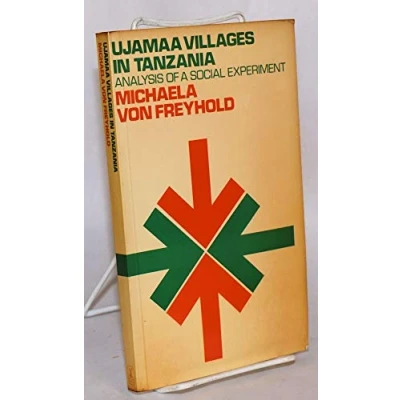 UJAMAA VILLAGES
IN TANZANIA
ANALYSIS OF A SOCIAL EXPERIMENT
MICHAELA
VON FREYHOLD
UJAMAA VILLAGES IN TANZANIA
MICHAELA VON FREYHOLD